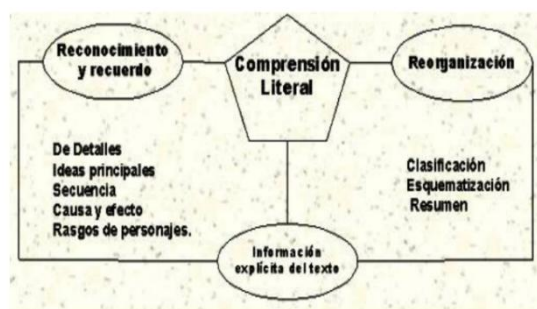 Reconocimiento
y recuerdo
Comprensión
Literal
Reorganización
De Detalles
Ideas principales
Secuencia
Causa y efecto
Rasgos de personajes.
Clasificación
Esquematización
Resumen
Información
explícita del texto